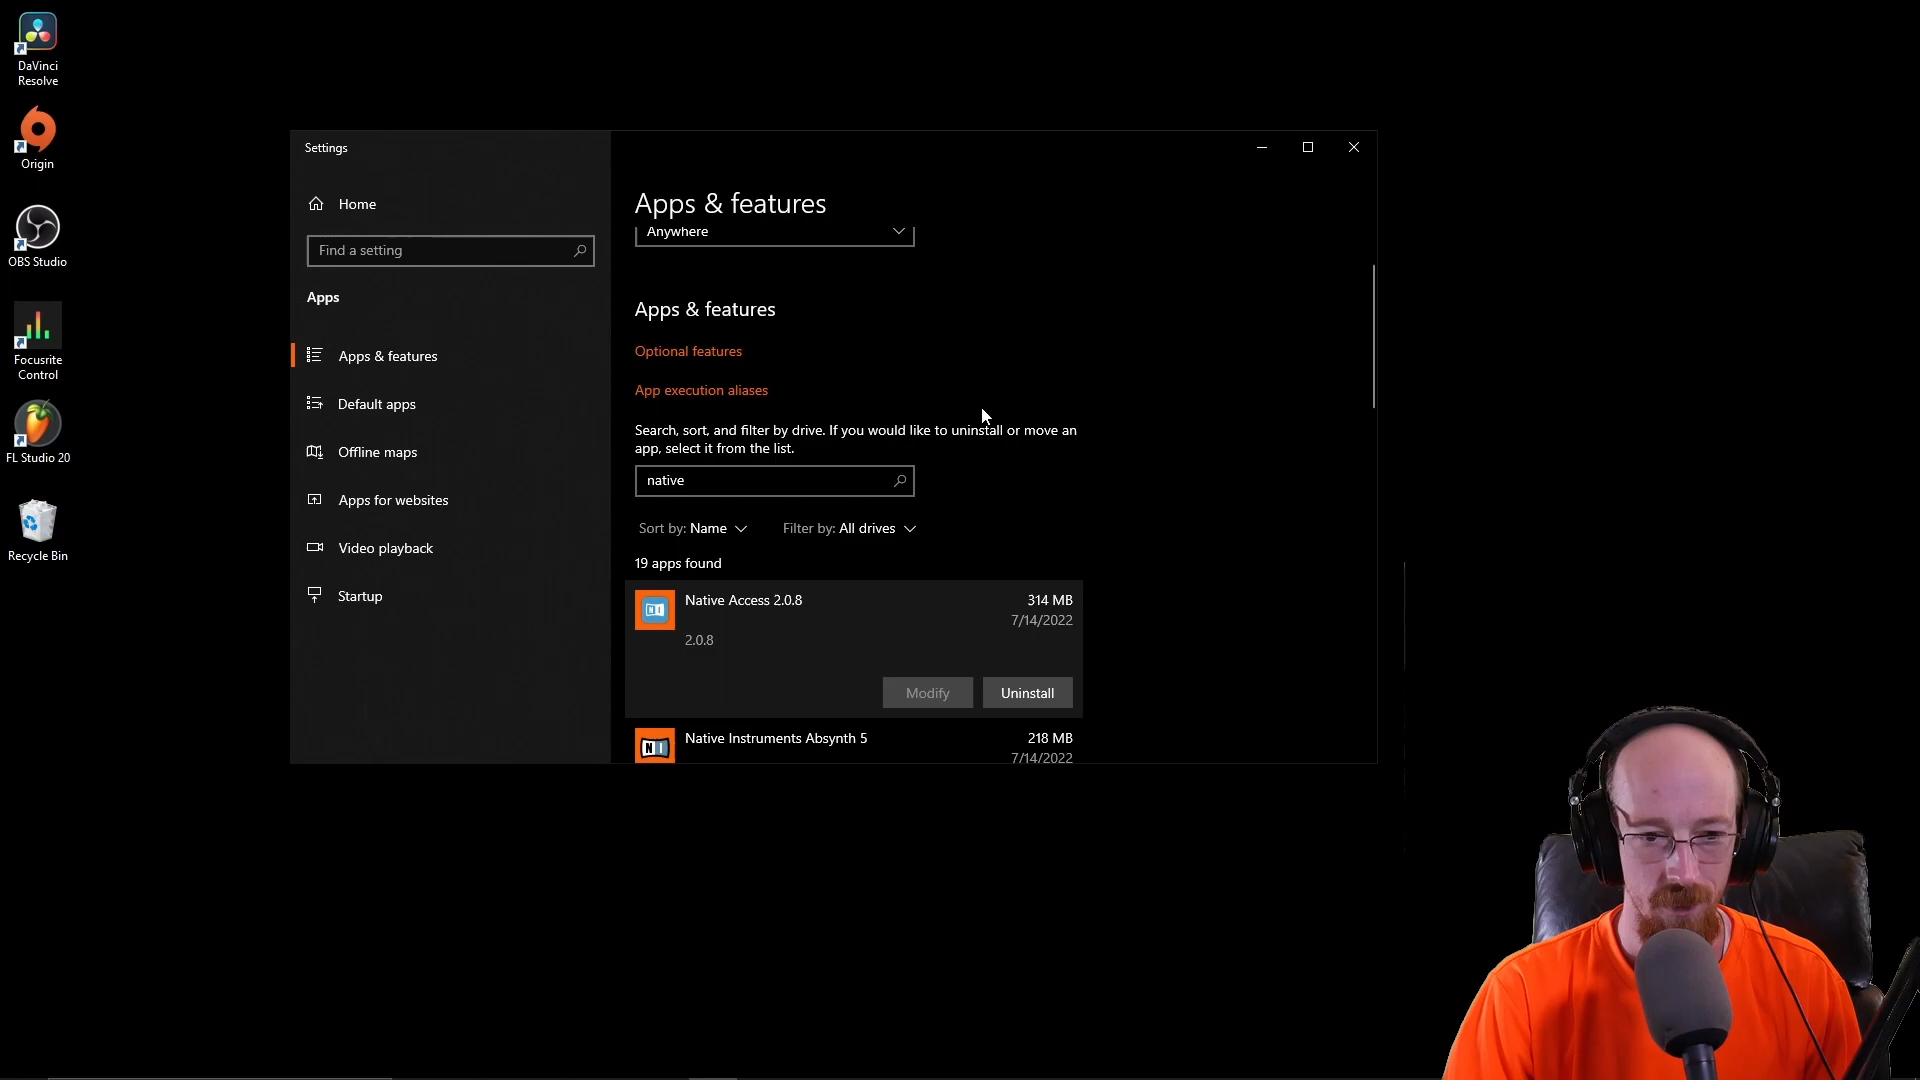 DaVinci
Resolve
Origin
OBS Studio
Focusrite
Control
FL Studio 20
Recycle Bin
Settings
Home
Find a setting
Apps
Apps & features
Default apps
Offline maps
Apps for websites
Video playback
Startup
Apps & features
Anywhere
Apps & features
Optional features
App execution aliases
Search, sort, and filter by drive. If you would like to uninstall or move an
app, select it from the list.
native
Sort by: Name Filter by: All drives
19 apps found
Native Access 2.0.8 314 MB
7/14/2022
2.0.8
Modify Uninstall
Native Instruments Absynth 5 218 MB
7/14/2022